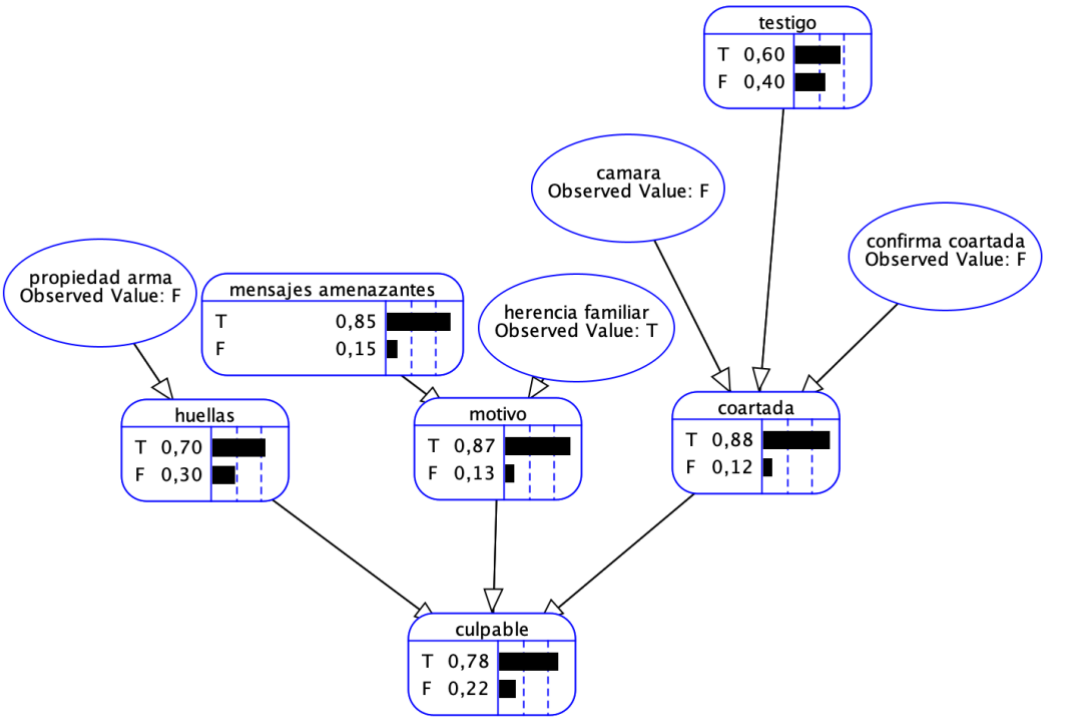 testigo
T 0,60
F 0,40
camara
Observed Value: F
confirma coartada
Observed Value: F
propiedad arma
Observed Value: F
mensajes amenazantes
T 0,85
F 0,15
herencia familiar
Observed Value: T
huellas
T 0,70
F 0,30
motivo
T 0,87
F 0,13
coartada
T 0,88
F 0,12
culpable
T 0,78
F 0,22